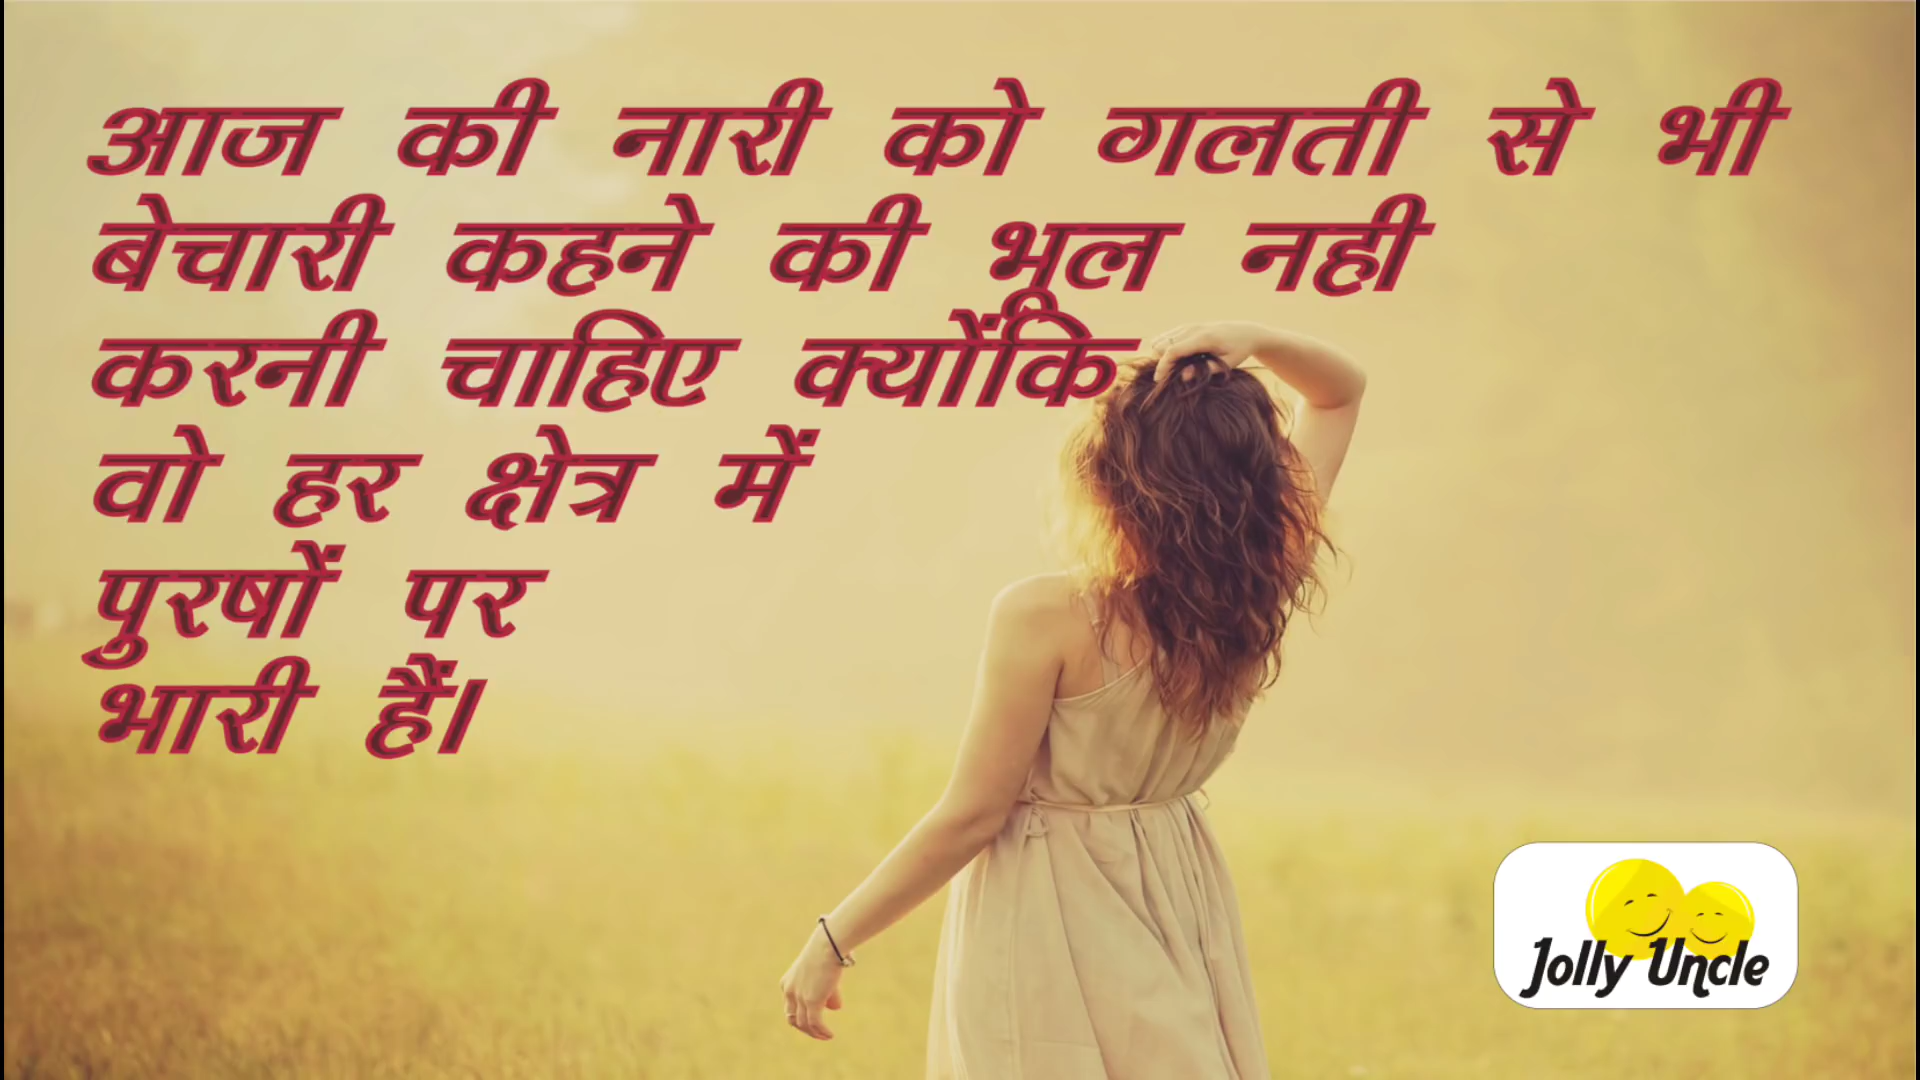 आज की नारी को गलती से भी
बेचारी कहने की भूल नही
करनी चाहिए क्योंकि
वो हर क्षेत्र में
पुरषों पर
भारी हैं।
Jolly Uncle